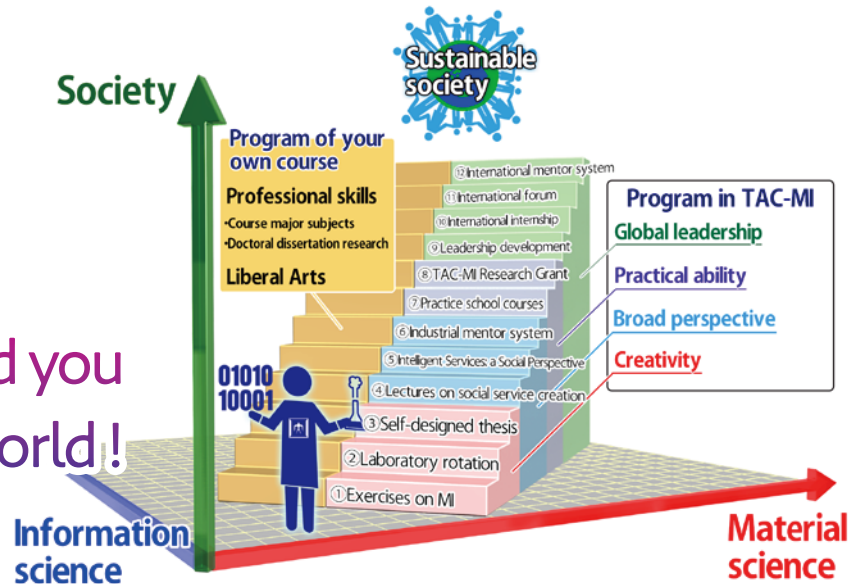 Sustainable
society
Society
Program of your
own course
Professional skills
•Course major subjects
•Doctoral dissertation research
Liberal Arts
⑫International mentor system
⑪International forum
⑩International internship
⑨Leadership development
⑧TAC-MI Research Grant
⑦Practice school courses
⑥Industrial mentor system
⑤Intelligent Services: a Social Perspective
④Lectures on social service creation
③Self-designed thesis
②Laboratory rotation
①Exercises on MI
Program in TAC-MI
Global leadership
Practical ability
Broad perspective
Creativity
d you
orld !
01010
10001
Information
science
Material
science